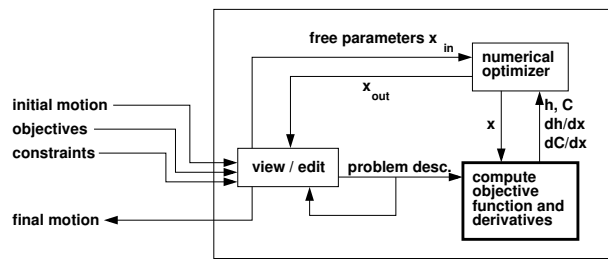 free parameters x in
numerical
optimizer
x out
initial motion
objectives
constraints
h, C
dh/dx
dC/dx
x
view / edit
problem desc.
compute
objective
function and
derivatives
final motion